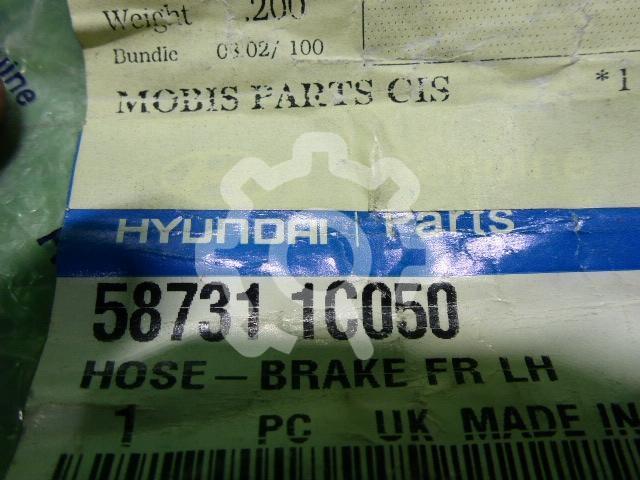 Weight .200
Bundle 03.02/ 100
MOBIS PARTS CIS *1
HYUNDAI | Parts
58731 1C050
HOSE-BRAKE FR LH
1 PC UK MADE IN